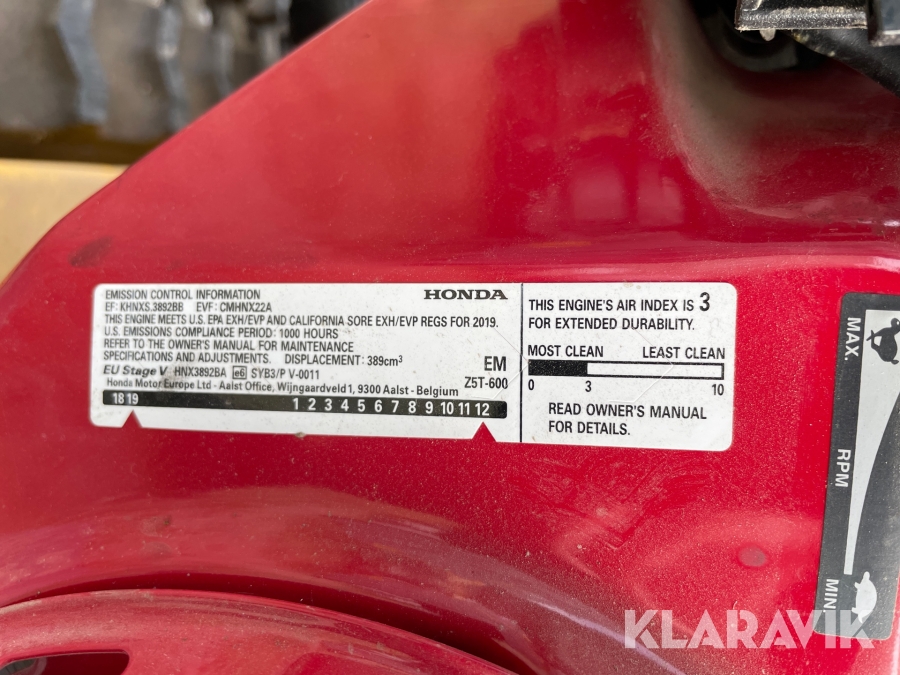 EMISSION CONTROL INFORMATION HONDA
EF: KHNXS.3892BB EVF: CMHNX22A
THIS ENGINE MEETS U.S. EPA EXH/EVP AND CALIFORNIA SORE EXH/EVP REGS FOR 2019.
U.S. EMISSIONS COMPLIANCE PERIOD: 1000 HOURS
REFER TO THE OWNER'S MANUAL FOR MAINTENANCE
SPECIFICATIONS AND ADJUSTMENTS. DISPLACEMENT: 389cm³ EM
EU Stage V HNX3892BA e6 SYB3/P V-0011
Honda Motor Europe Ltd - Aalst Office, Wijngaardveld 1, 9300 Aalst - Belgium Z5T-600
18 19 1 2 3 4 5 6 7 8 9 10 11 12
THIS ENGINE'S AIR INDEX IS 3
FOR EXTENDED DURABILITY.
MOST CLEAN LEAST CLEAN
0 3 10
READ OWNER'S MANUAL
FOR DETAILS.
MAX.
RPM
MIN
KLARAVIK